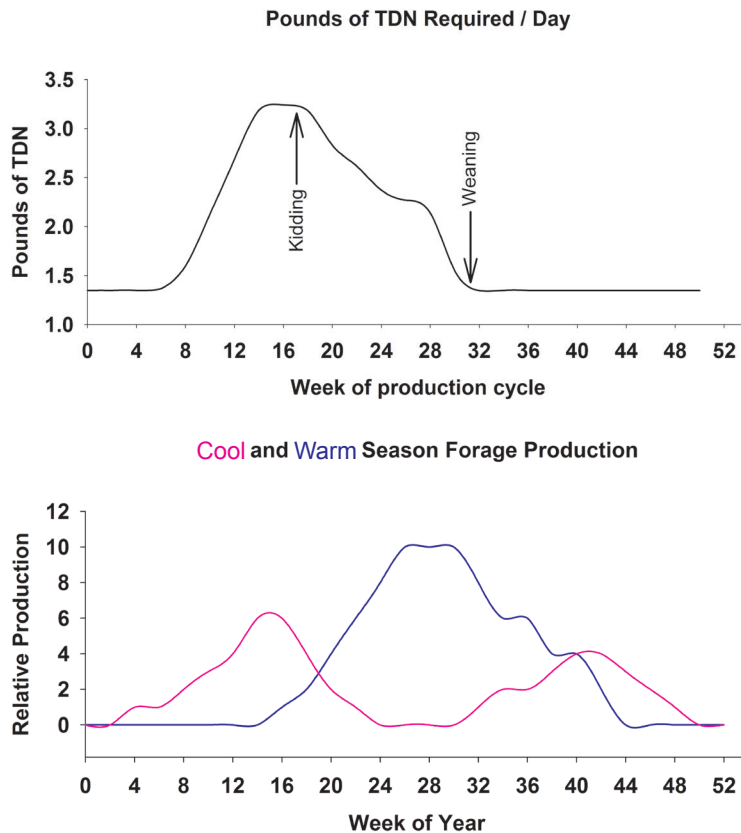 Pounds of TDN Required / Day
Pounds of TDN
3.5
3.0
2.5
2.0
1.5
1.0
Kidding
Weaning
0 4 8 12 16 20 24 28 32 36 40 44 48 52
Week of production cycle
Cool and Warm Season Forage Production
Relative Production
12
10
8
6
4
2
0
0 4 8 12 16 20 24 28 32 36 40 44 48 52
Week of Year